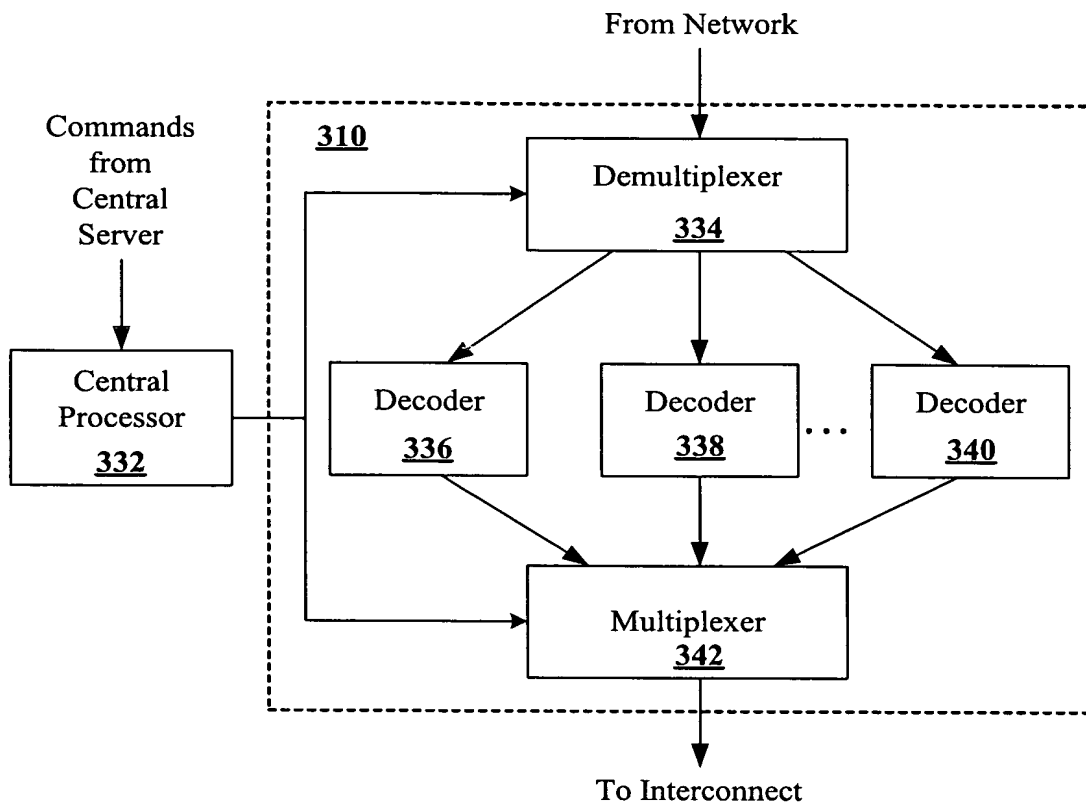 From Network
Commands
from
Central
Server
310
Demultiplexer
334
Central
Processor
332
Decoder
336
Decoder
338
...
Decoder
340
Multiplexer
342
To Interconnect